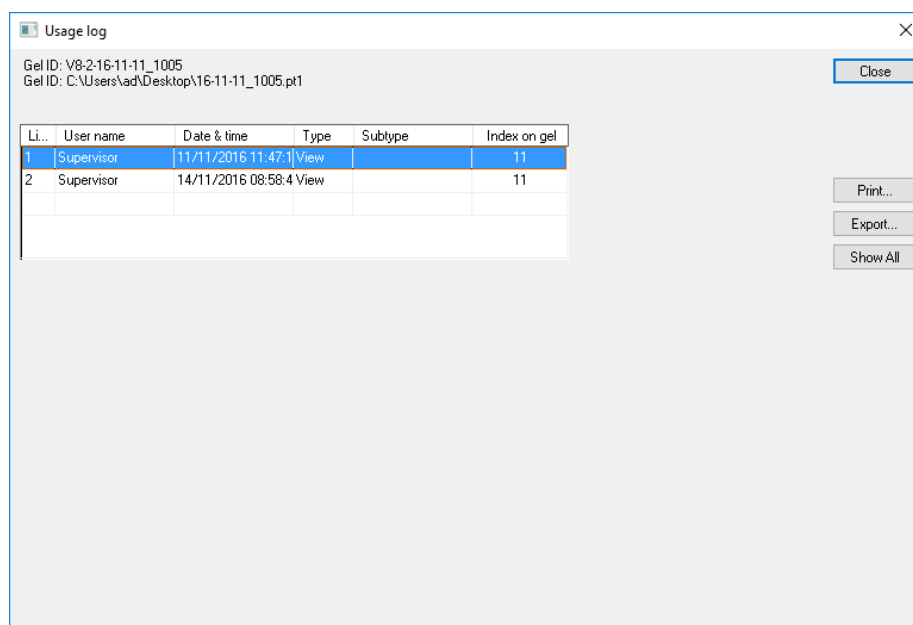 Usage log
Gel ID: V8-2-16-11-11_1005
Gel ID: C:\Users\ad\Desktop\16-11-11_1005.pt1
Close
Li... User name Date & time Type Subtype Index on gel
1 Supervisor 11/11/2016 11:47:1 View 11
2 Supervisor 14/11/2016 08:58:4 View 11
Print...
Export...
Show All